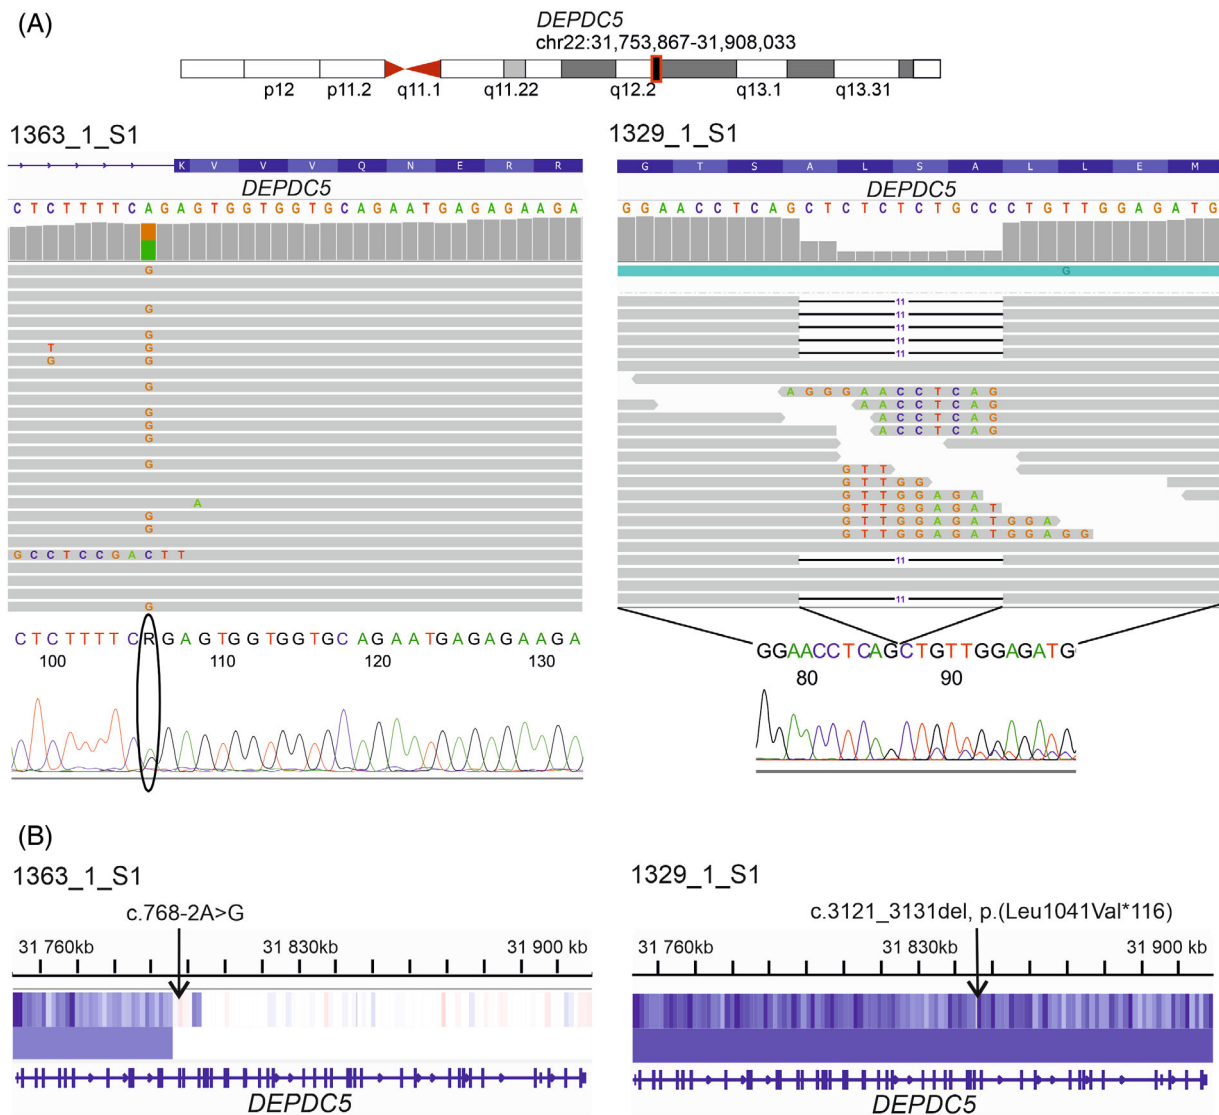 (A)
DEPDC5
chr22:31,753,867-31,908,033
p12 p11.2 q11.1 q11.22 q12.2 q13.1 q13.31
1363_1_S1
K V V V Q N E R R
DEPDC5
C T C T T T T C A G A G T G G T G G T G C A G A A T G A G A G A A G A
G
G
G
T G
G G
G
G
G
G
G
A
G
G
G C C T C C G A C T T
G
C T C T T T T C R G A G T G G T G G T G C A G A A T G A G A G A A G A
100 110 120 130
1329_1_S1
G T S A L S A L L E M
DEPDC5
G G A A C C T C A G C T C T C T C T G C C C T G T T G G A G A T G
G
11
11
11
11
11
A G G G A A C C T C A G
A A C C T C A G
A C C T C A G
A C C T C A G
G T T
G T T G G
G T T G G A G A
G T T G G A G A T
G T T G G A G A T G G A
G T T G G A G A T G G A G G
11
11
GGAACCTCAGCTGTTGGAGATG
80 90
(B)
1363_1_S1
c.768-2A>G
31 760kb 31 830kb 31 900 kb
DEPDC5
1329_1_S1
c.3121_3131del, p.(Leu1041Val*116)
31 760kb 31 830kb 31 900 kb
DEPDC5